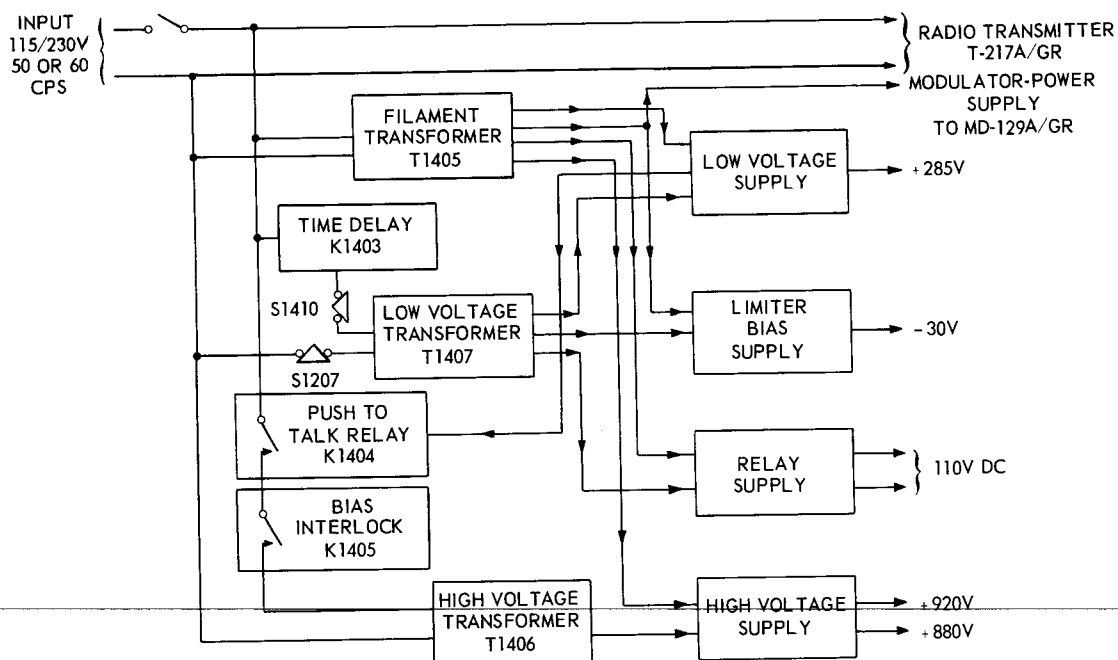 INPUT
115/230V
50 OR 60
CPS
RADIO TRANSMITTER
T-217A/GR
MODULATOR-POWER
SUPPLY
TO MD-129A/GR
FILAMENT
TRANSFORMER
T1405
LOW VOLTAGE
SUPPLY
+285V
TIME DELAY
K1403
S1410
LOW VOLTAGE
TRANSFORMER
T1407
S1207
LIMITER
BIAS
SUPPLY
-30V
PUSH TO
TALK RELAY
K1404
RELAY
SUPPLY
110V DC
BIAS
INTERLOCK
K1405
HIGH VOLTAGE
TRANSFORMER
T1406
HIGH VOLTAGE
SUPPLY
+920V
+880V